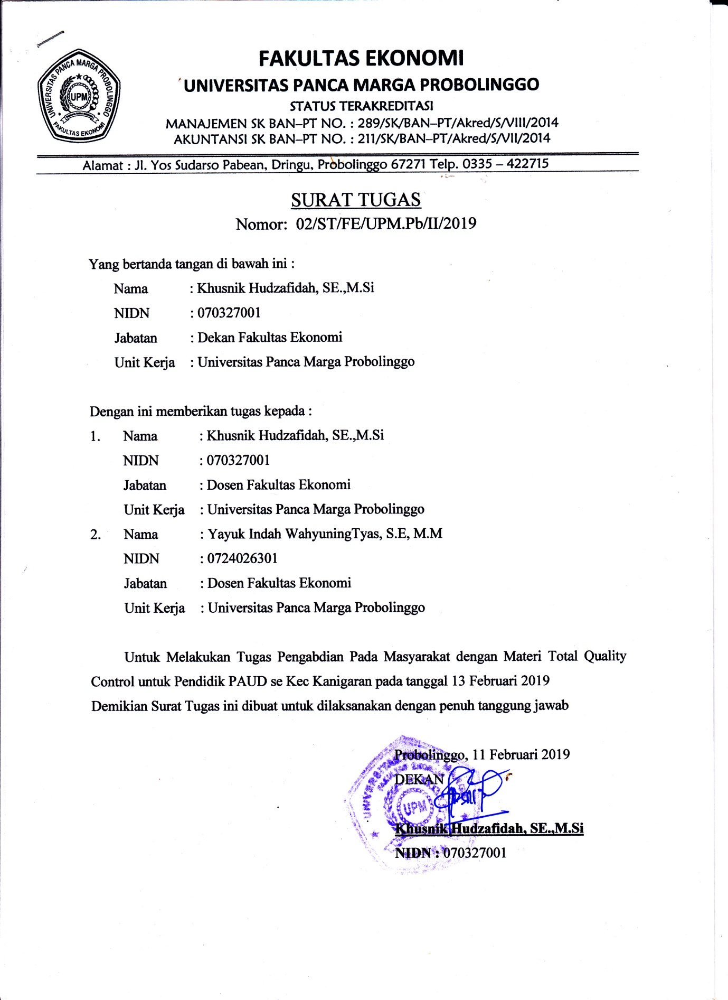 FAKULTAS EKONOMI
UNIVERSITAS PANCA MARGA PROBOLINGGO
STATUS TERAKREDITASI
MANAJEMEN SK BAN–PT NO. : 289/SK/BAN–PT/Akred/S/VIII/2014
AKUNTANSI SK BAN–PT NO. : 211/SK/BAN–PT/Akred/S/VII/2014
UNIVERSITAS PANCA MARGA PROBOLINGGO
UPM
FAKULTAS EKONOMI
Alamat : Jl. Yos Sudarso Pabean, Dringu, Probolinggo 67271 Telp. 0335 – 422715
SURAT TUGAS
Nomor: 02/ST/FE/UPM.Pb/II/2019
Yang bertanda tangan di bawah ini :
Nama : Khusnik Hudzafidah, SE.,M.Si
NIDN : 070327001
Jabatan : Dekan Fakultas Ekonomi
Unit Kerja : Universitas Panca Marga Probolinggo
Dengan ini memberikan tugas kepada :
1. Nama : Khusnik Hudzafidah, SE.,M.Si
NIDN : 070327001
Jabatan : Dosen Fakultas Ekonomi
Unit Kerja : Universitas Panca Marga Probolinggo
2. Nama : Yayuk Indah WahyuningTyas, S.E, M.M
NIDN : 0724026301
Jabatan : Dosen Fakultas Ekonomi
Unit Kerja : Universitas Panca Marga Probolinggo
Untuk Melakukan Tugas Pengabdian Pada Masyarakat dengan Materi Total Quality
Control untuk Pendidik PAUD se Kec Kanigaran pada tanggal 13 Februari 2019
Demikian Surat Tugas ini dibuat untuk dilaksanakan dengan penuh tanggung jawab
Probolinggo, 11 Februari 2019
DEKAN
UPM
Khusnik Hudzafidah, SE.,M.Si
NIDN : 070327001